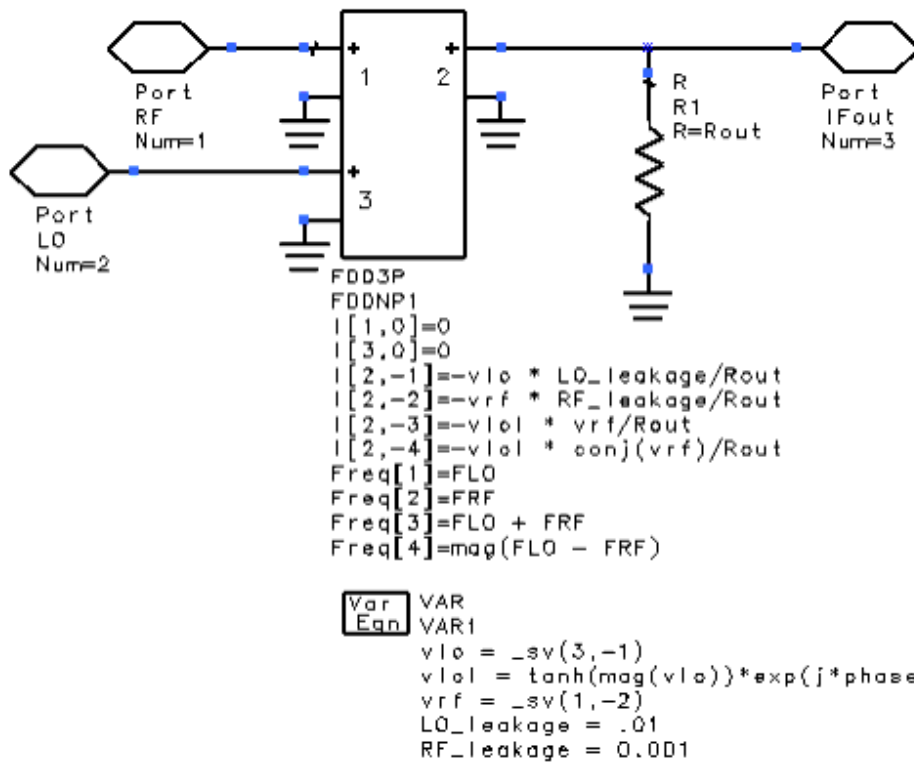 Port
RF
Num=1
Port
LO
Num=2
+
1
+
2
+
3
R
R1
R=Rout
Port
IFout
Num=3
FDD3P
FDDNP1
I[1,0]=0
I[3,0]=0
I[2,-1]=-vlo * LO_leakage/Rout
I[2,-2]=-vrf * RF_leakage/Rout
I[2,-3]=-vlol * vrf/Rout
I[2,-4]=-vlol * conj(vrf)/Rout
Freq[1]=FLO
Freq[2]=FRF
Freq[3]=FLO + FRF
Freq[4]=mag(FLO - FRF)
Var
Eqn
VAR
VAR1
vlo = _sv(3,-1)
vlol = tanh(mag(vlo))*exp(j*phase
vrf = _sv(1,-2)
LO_leakage = .01
RF_leakage = 0.001